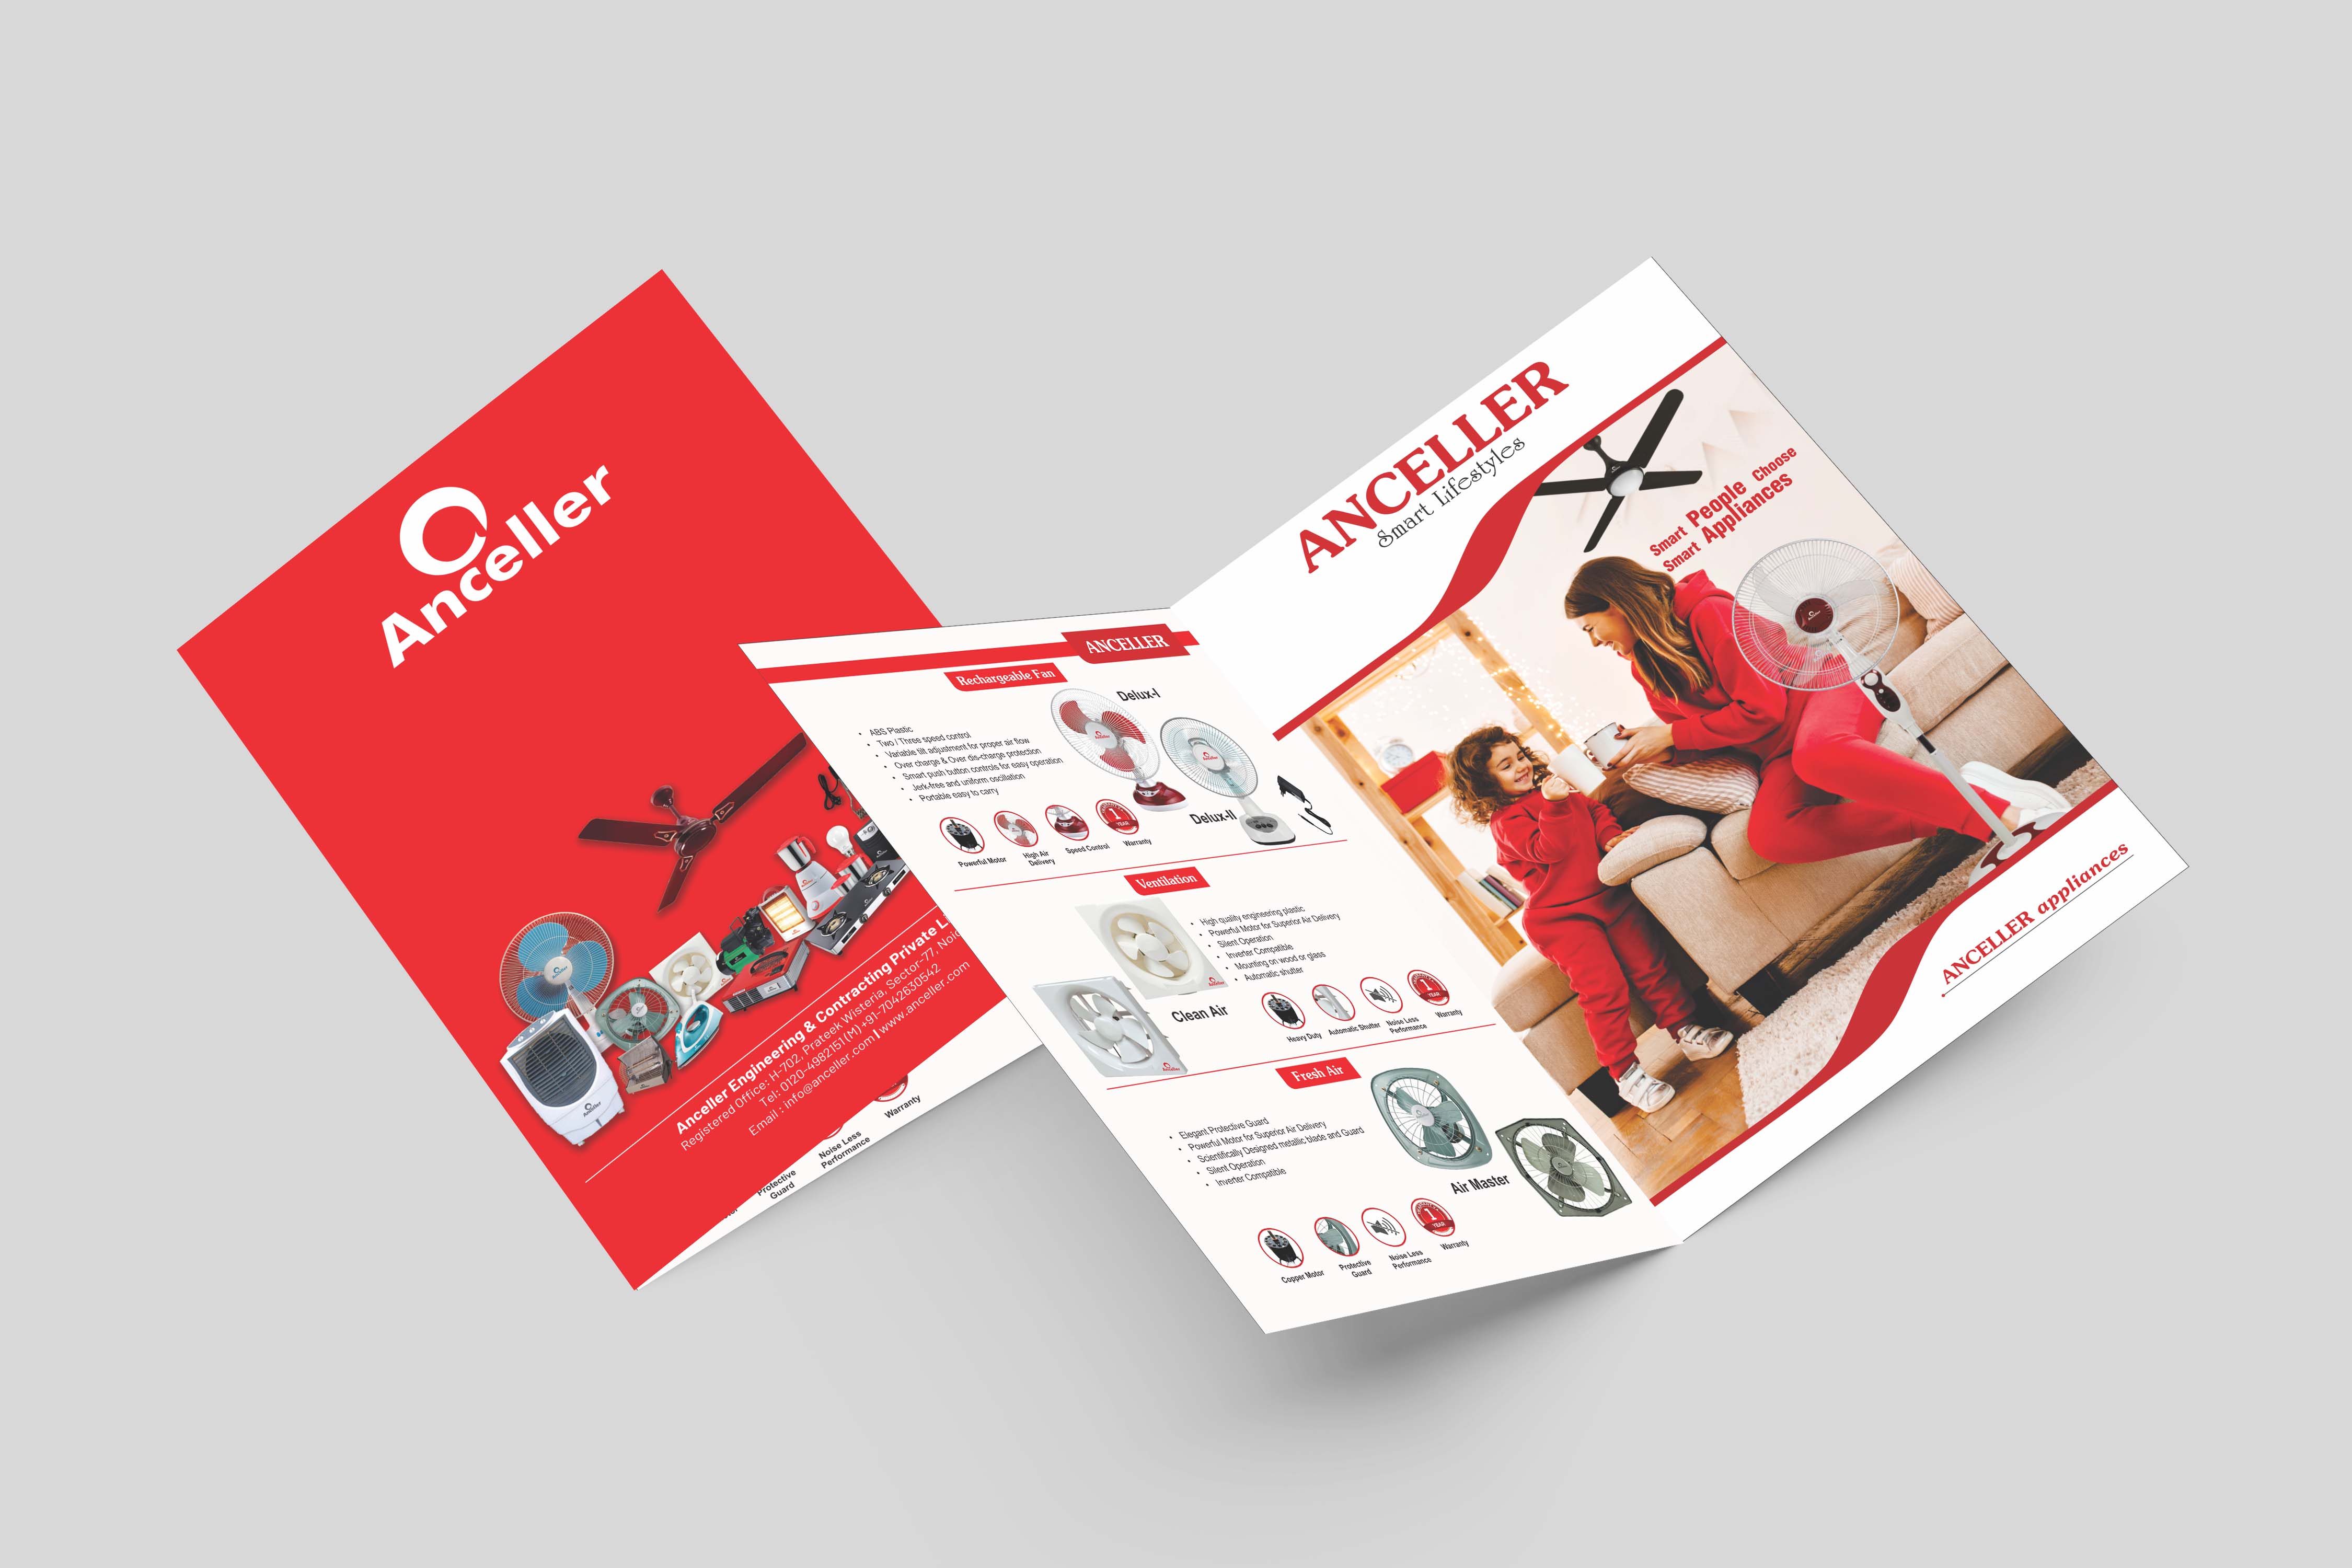 Anceller
Anceller Engineering & Contracting Private
Registered Office: H-702, Prateek Wisteria, Sector-77,
Tel: 0120-4982151 (M) +91-7042630542
Email : info@anceller.com | www.anceller.com
Protective
Guard
Noise Less
Performance
Warranty
ANCELLER
Rechargeable Fan
Delux-I
• ABS Plastic
• Two / Three speed control
• Variable tilt adjustment for proper air flow
• Over charge & Over dis-charge protection
• Smart push button controls for easy operation
• Jerk-free and uniform oscillation
• Portable easy to carry
Delux-II
1
YEAR
Powerful Motor
High Air
Delivery
Speed Control
Warranty
Ventilation
• High quality engineering plastic
• Powerful Motor for Superior Air Delivery
• Silent Operation
• Inverter Compatible
• Mounting on wood or glass
• Automatic shutter
Clean Air
1
YEAR
Heavy Duty
Automatic Shutter
Noise Less
Performance
Warranty
Fresh Air
• Elegant Protective Guard
• Powerful Motor for Superior Air Delivery
• Scientifically Designed metallic blade and Guard
• Silent Operation
• Inverter Compatible
Air Master
1
YEAR
Copper Motor
Protective
Guard
Noise Less
Performance
Warranty
ANCELLER
Smart Lifestyles
Smart People Choose
Smart Appliances
ANCELLER appliances